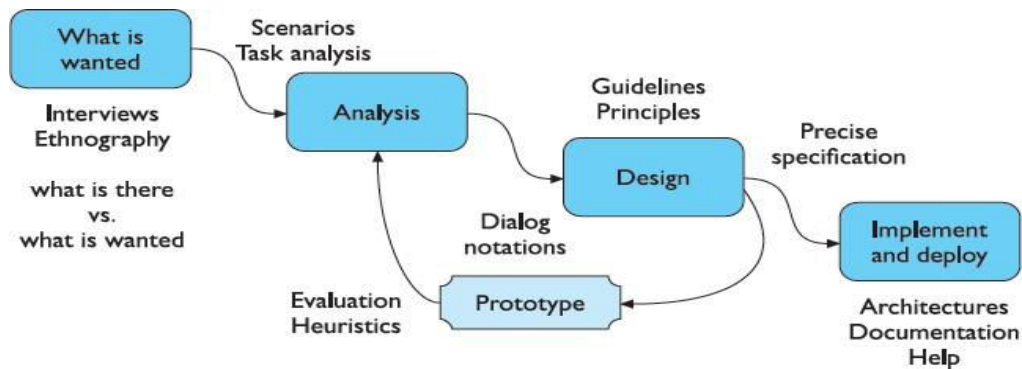 What is
wanted
Interviews
Ethnography
what is there
vs.
what is wanted
Scenarios
Task analysis
Analysis
Guidelines
Principles
Design
Precise
specification
Dialog
notations
Evaluation
Heuristics
Prototype
Implement
and deploy
Architectures
Documentation
Help